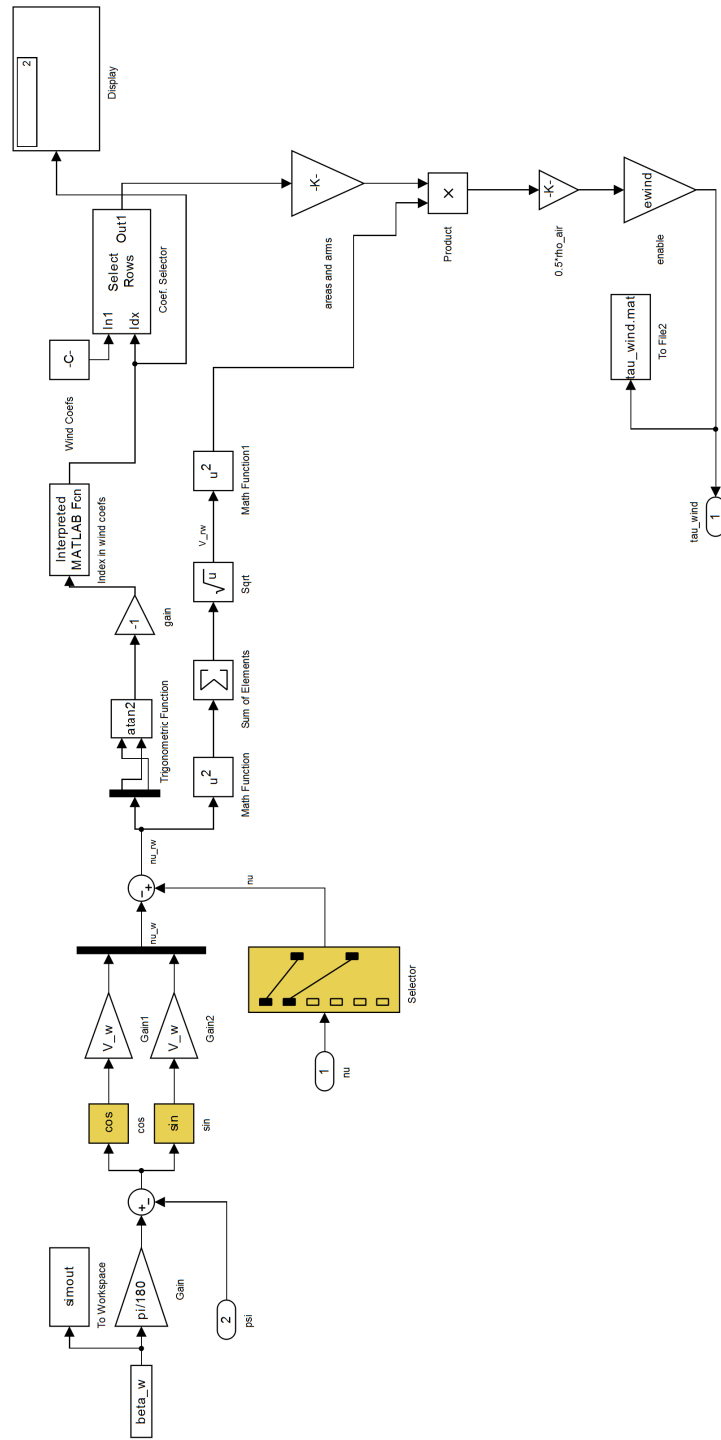 beta_w
simout
To Workspace
pi/180
Gain
2
psi
+
−
cos
cos
sin
sin
V_w
Gain1
V_w
Gain2
nu_w
1
nu
Selector
nu
−
+
nu_rw
atan2
Trigonometric Function
-1
gain
Interpreted
MATLAB Fcn
Index in wind coefs
-C-
Wind Coefs
In1
Idx
Select
Rows
Out1
Coef. Selector
2
Display
u2
Math Function
Sum of Elements
√u
Sqrt
V_rw
u2
Math Function1
-K-
areas and arms
×
Product
-K-
0.5*rho_air
ewind
enable
tau_wind.mat
To File2
tau_wind
1